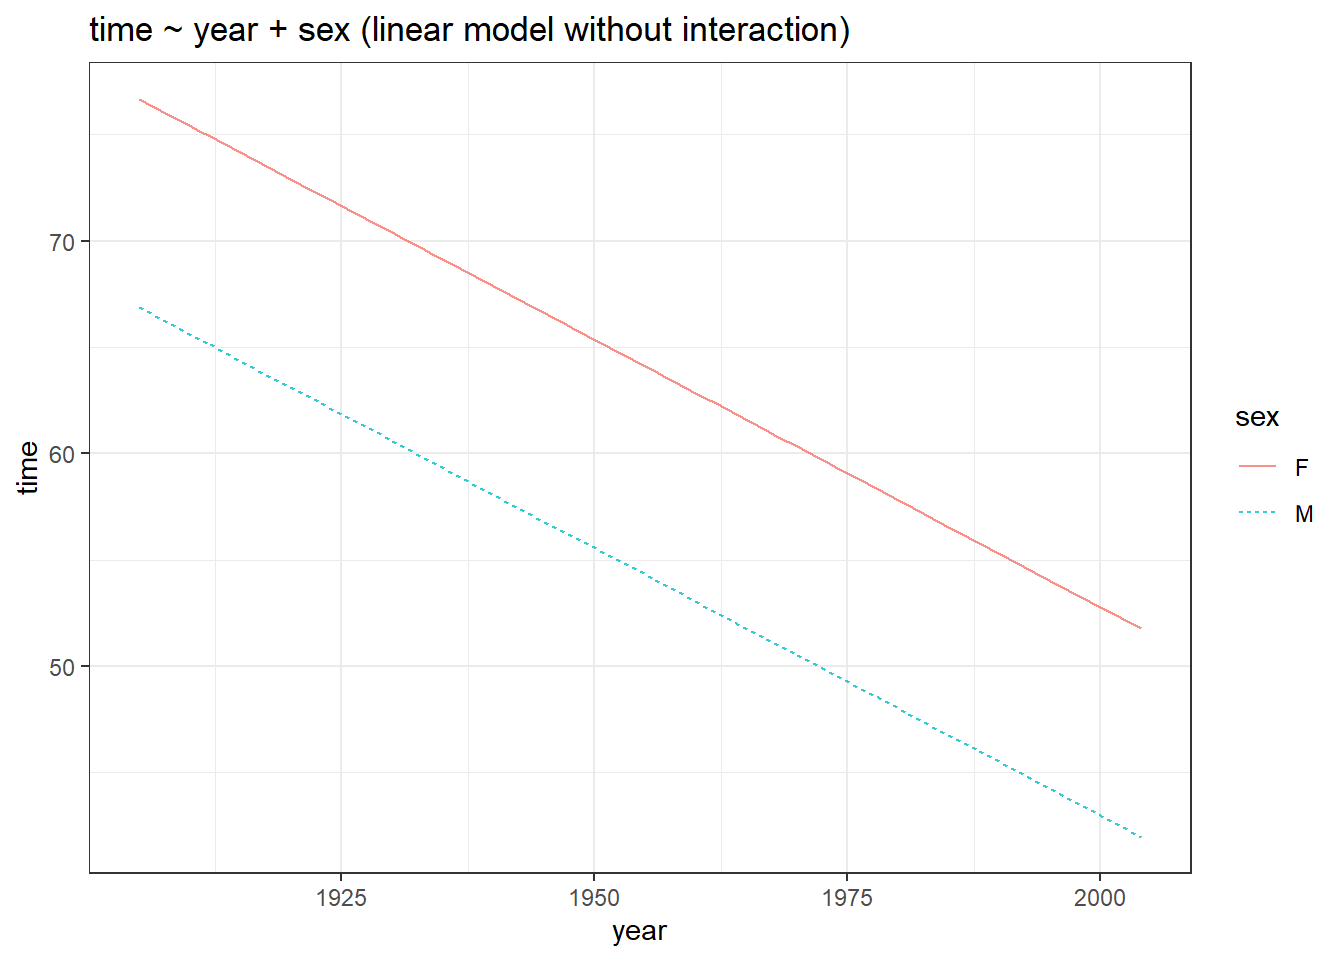 time ~ year + sex (linear model without interaction)
70
60
50
time
1925 1950 1975 2000
year
sex
F
M